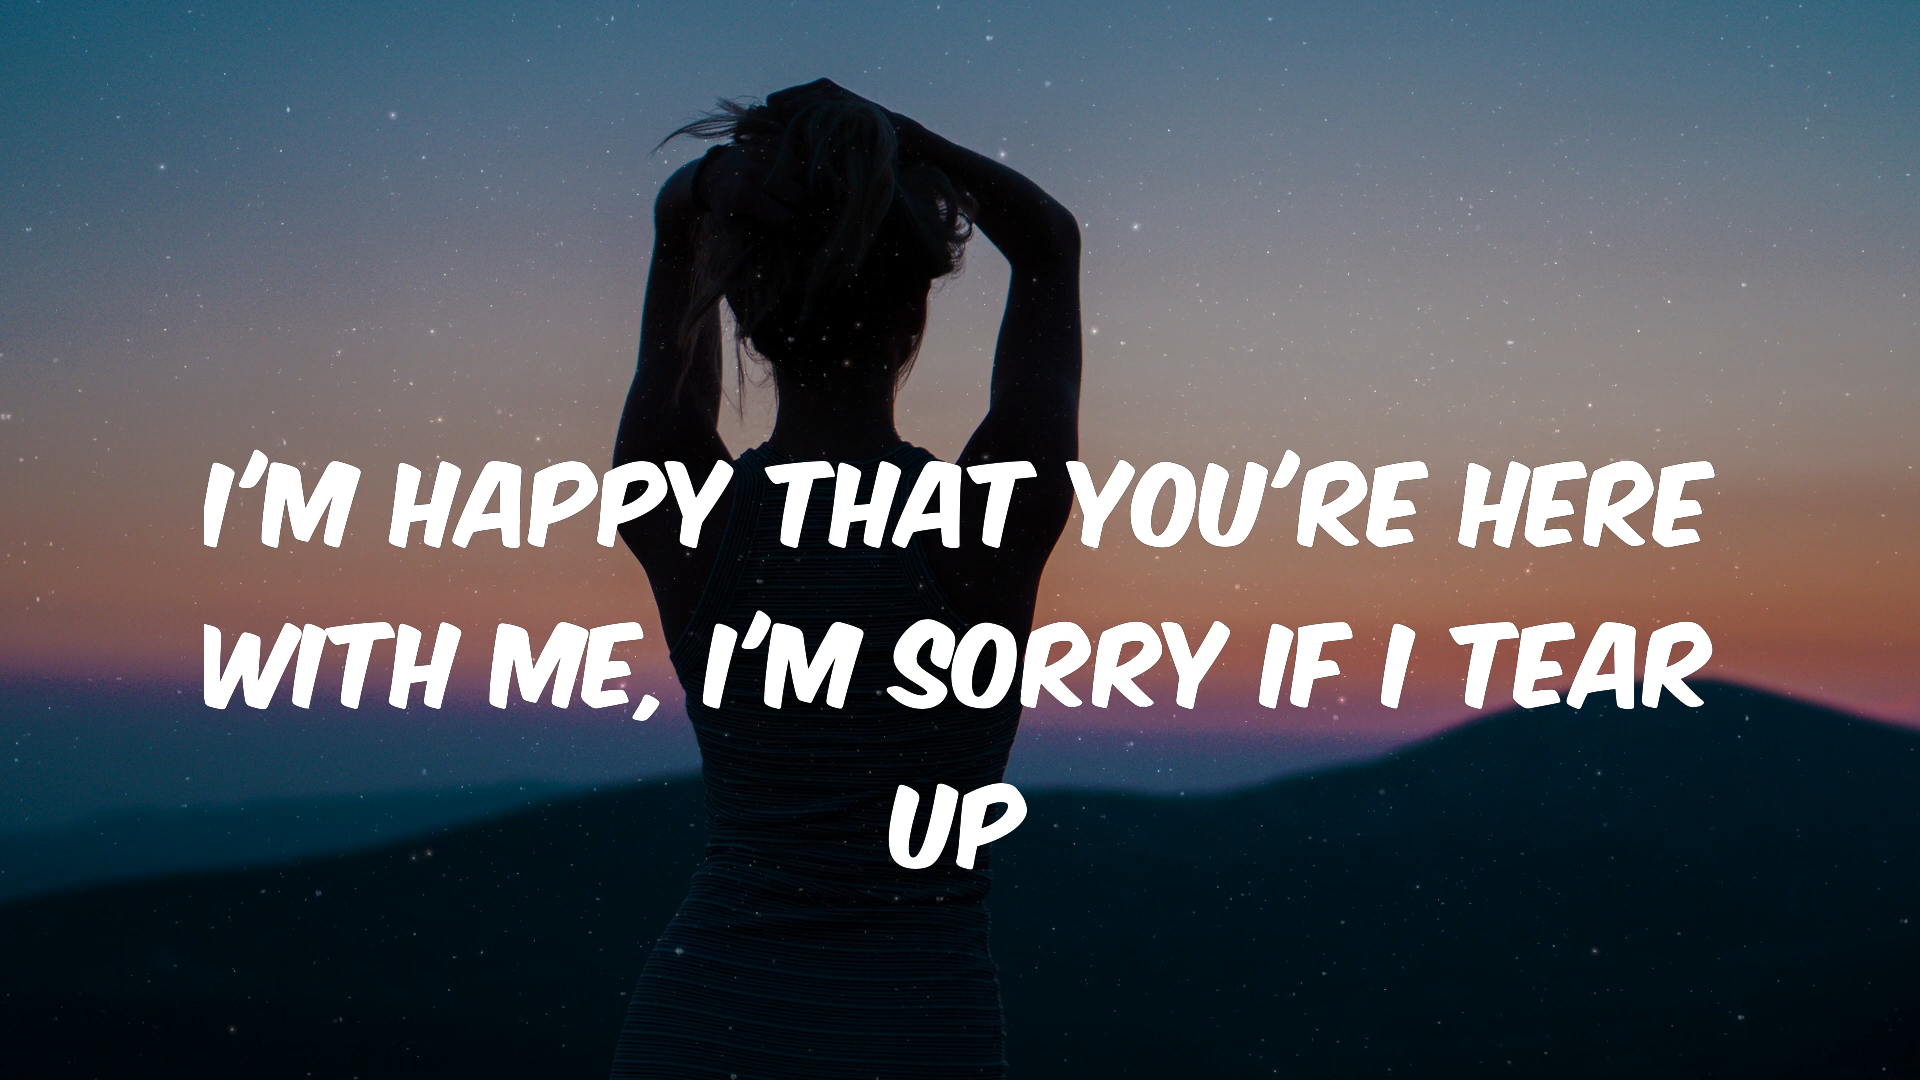 I'M HAPPY THAT YOU'RE HERE
WITH ME, I'M SORRY IF I TEAR
UP